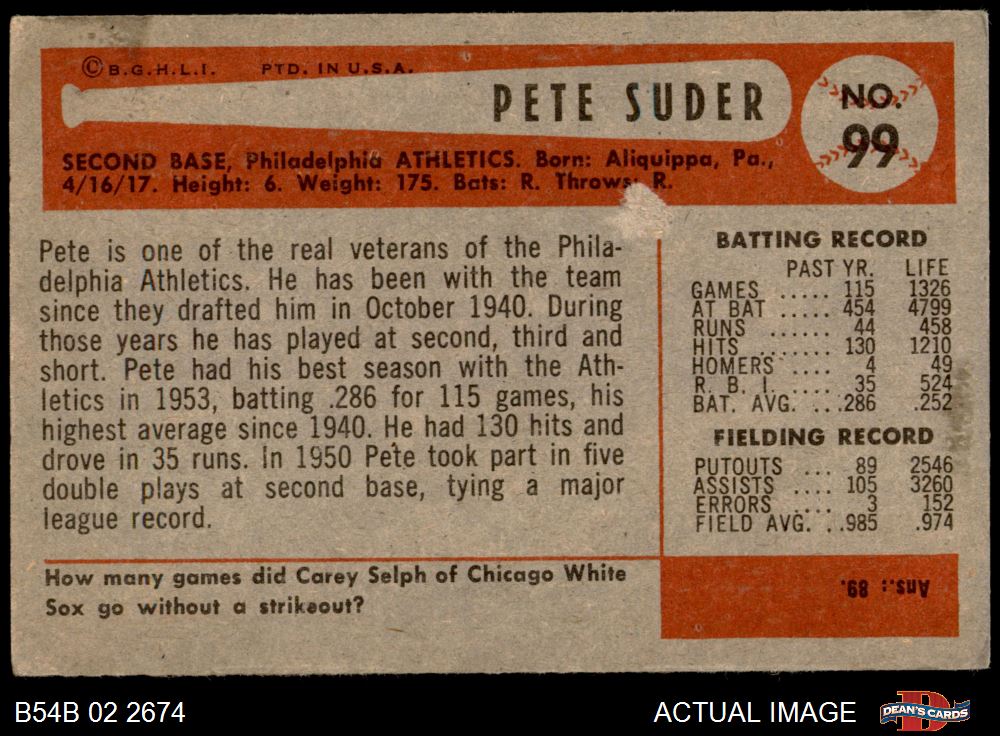 © B.G.H.L.I. PTD. IN U.S.A.
PETE SUDER
NO.
99
SECOND BASE, Philadelphia ATHLETICS. Born: Aliquippa, Pa.,
4/16/17. Height: 6. Weight: 175. Bats: R. Throws: R.
Pete is one of the real veterans of the Phila-
delphia Athletics. He has been with the team
since they drafted him in October 1940. During
those years he has played at second, third and
short. Pete had his best season with the Ath-
letics in 1953, batting .286 for 115 games, his
highest average since 1940. He had 130 hits and
drove in 35 runs. In 1950 Pete took part in five
double plays at second base, tying a major
league record.
BATTING RECORD
PAST YR. LIFE
GAMES ..... 115 1326
AT BAT ..... 454 4799
RUNS ...... 44 458
HITS ....... 130 1210
HOMERS .... 4 49
R. B. I. ..... 35 524
BAT. AVG. ... .286 .252
FIELDING RECORD
PUTOUTS ... 89 2546
ASSISTS .... 105 3260
ERRORS .... 3 152
FIELD AVG. .. .985 .974
How many games did Carey Selph of Chicago White
Sox go without a strikeout?
Ans.: 89.
B54B 02 2674
ACTUAL IMAGE
D
DEAN'S CARDS